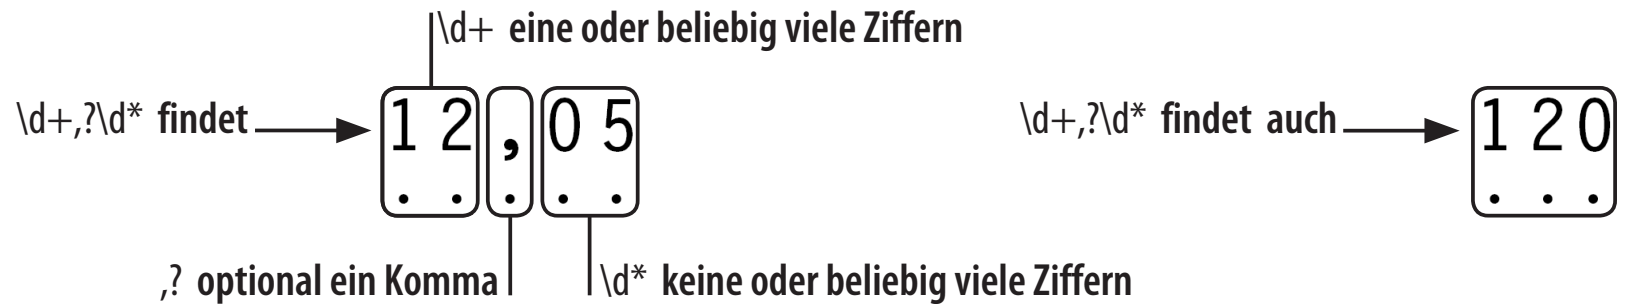 \d+ eine oder beliebig viele Ziffern
\d+,?\d* findet 12,05
\d+,?\d* findet auch 120
,? optional ein Komma
\d* keine oder beliebig viele Ziffern